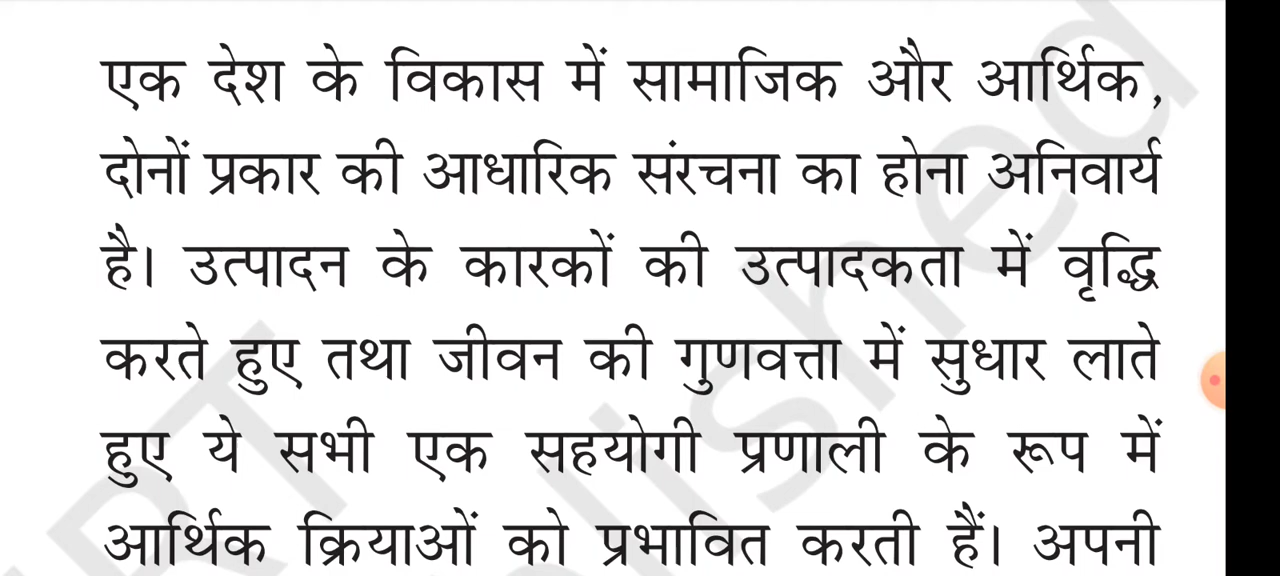 एक देश के विकास में सामाजिक और आर्थिक,
दोनों प्रकार की आधारिक संरचना का होना अनिवार्य
है। उत्पादन के कारकों की उत्पादकता में वृद्धि
करते हुए तथा जीवन की गुणवत्ता में सुधार लाते
हुए ये सभी एक सहयोगी प्रणाली के रूप में
आर्थिक क्रियाओं को प्रभावित करती हैं। अपनी